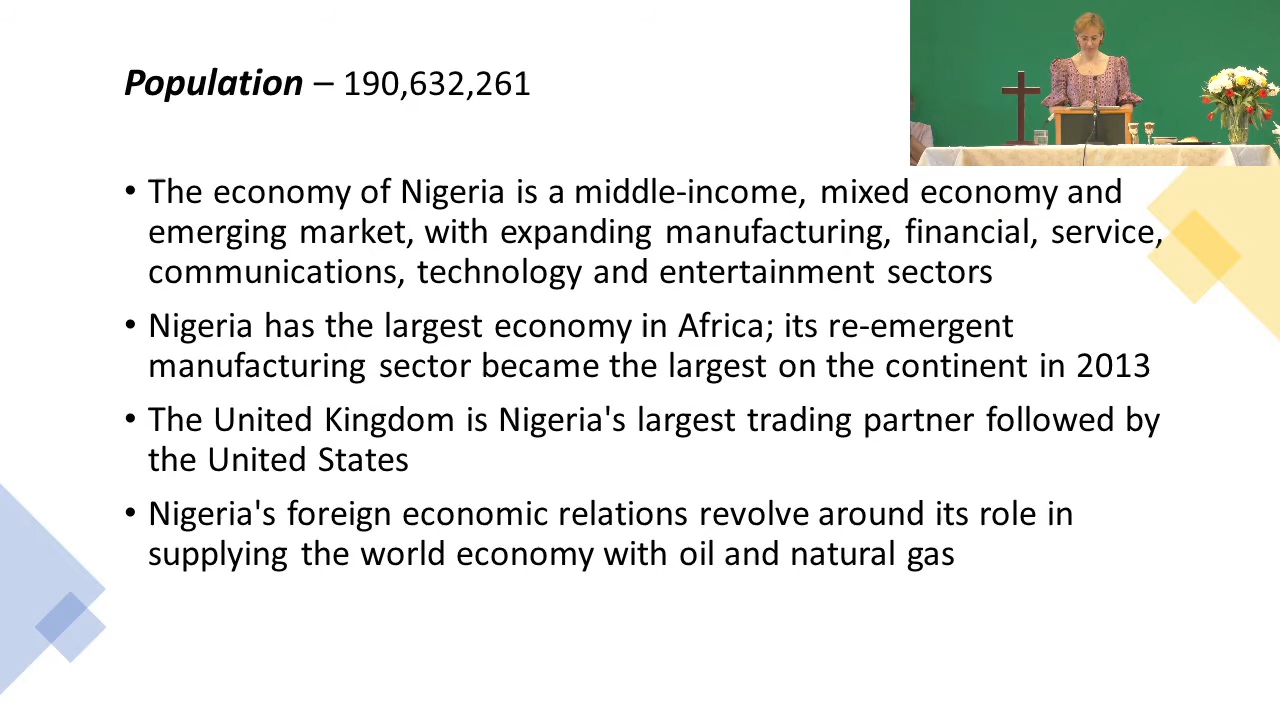 Population – 190,632,261
• The economy of Nigeria is a middle-income, mixed economy and
emerging market, with expanding manufacturing, financial, service,
communications, technology and entertainment sectors
• Nigeria has the largest economy in Africa; its re-emergent
manufacturing sector became the largest on the continent in 2013
• The United Kingdom is Nigeria's largest trading partner followed by
the United States
• Nigeria's foreign economic relations revolve around its role in
supplying the world economy with oil and natural gas